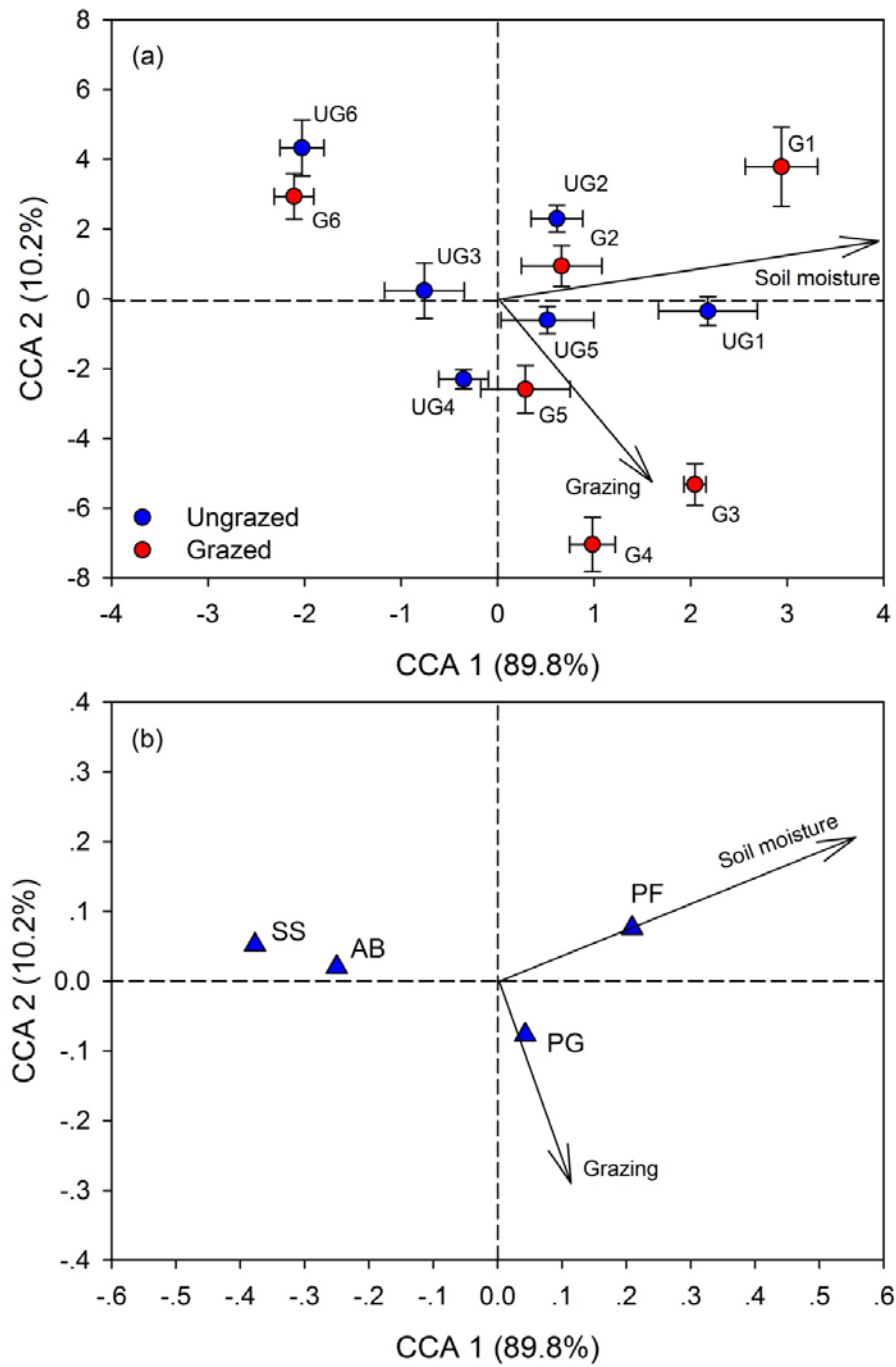 (a)
8
6
4
2
0
-2
-4
-6
-8
CCA 2 (10.2%)
UG6
G6
UG3
UG2
G2
G1
Soil moisture
UG5
UG1
UG4
G5
Grazing
G3
G4
Ungrazed
Grazed
-4 -3 -2 -1 0 1 2 3 4
CCA 1 (89.8%)
(b)
.4
.3
.2
.1
0.0
-.1
-.2
-.3
-.4
CCA 2 (10.2%)
Soil moisture
PF
SS
AB
PG
Grazing
-.6 -.5 -.4 -.3 -.2 -.1 0.0 .1 .2 .3 .4 .5 .6
CCA 1 (89.8%)